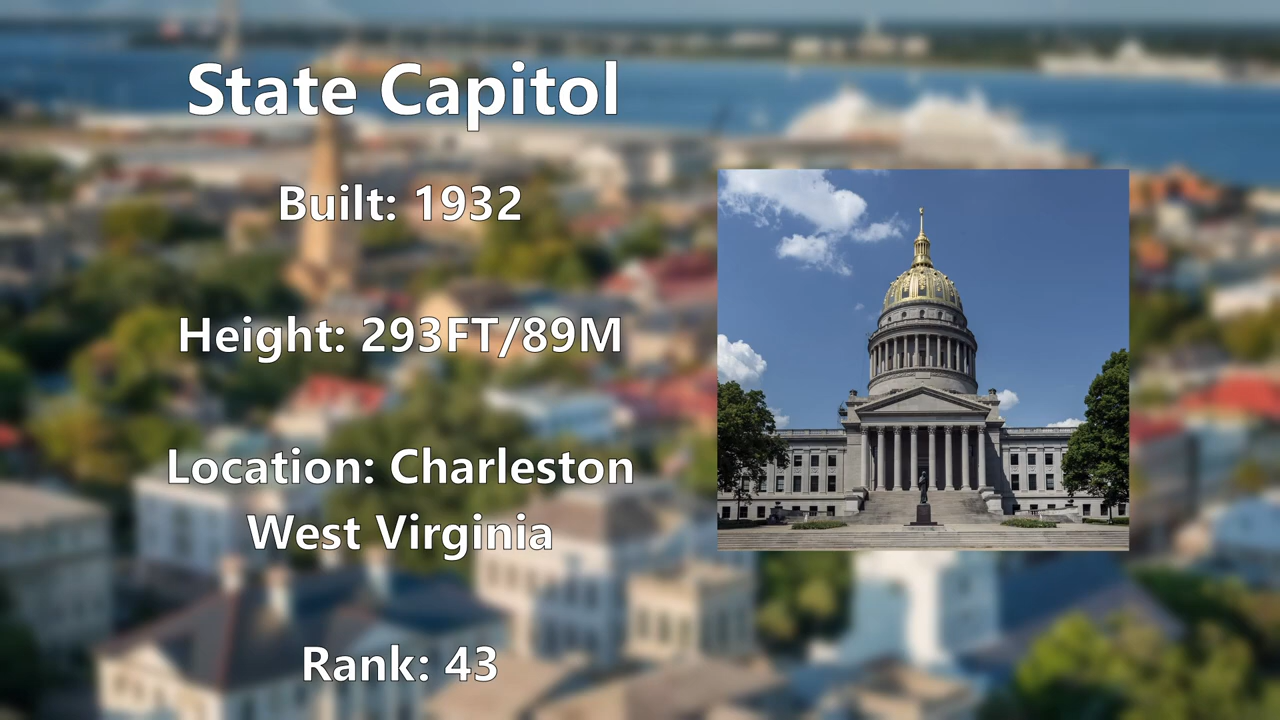 State Capitol
Built: 1932
Height: 293FT/89M
Location: Charleston
West Virginia
Rank: 43